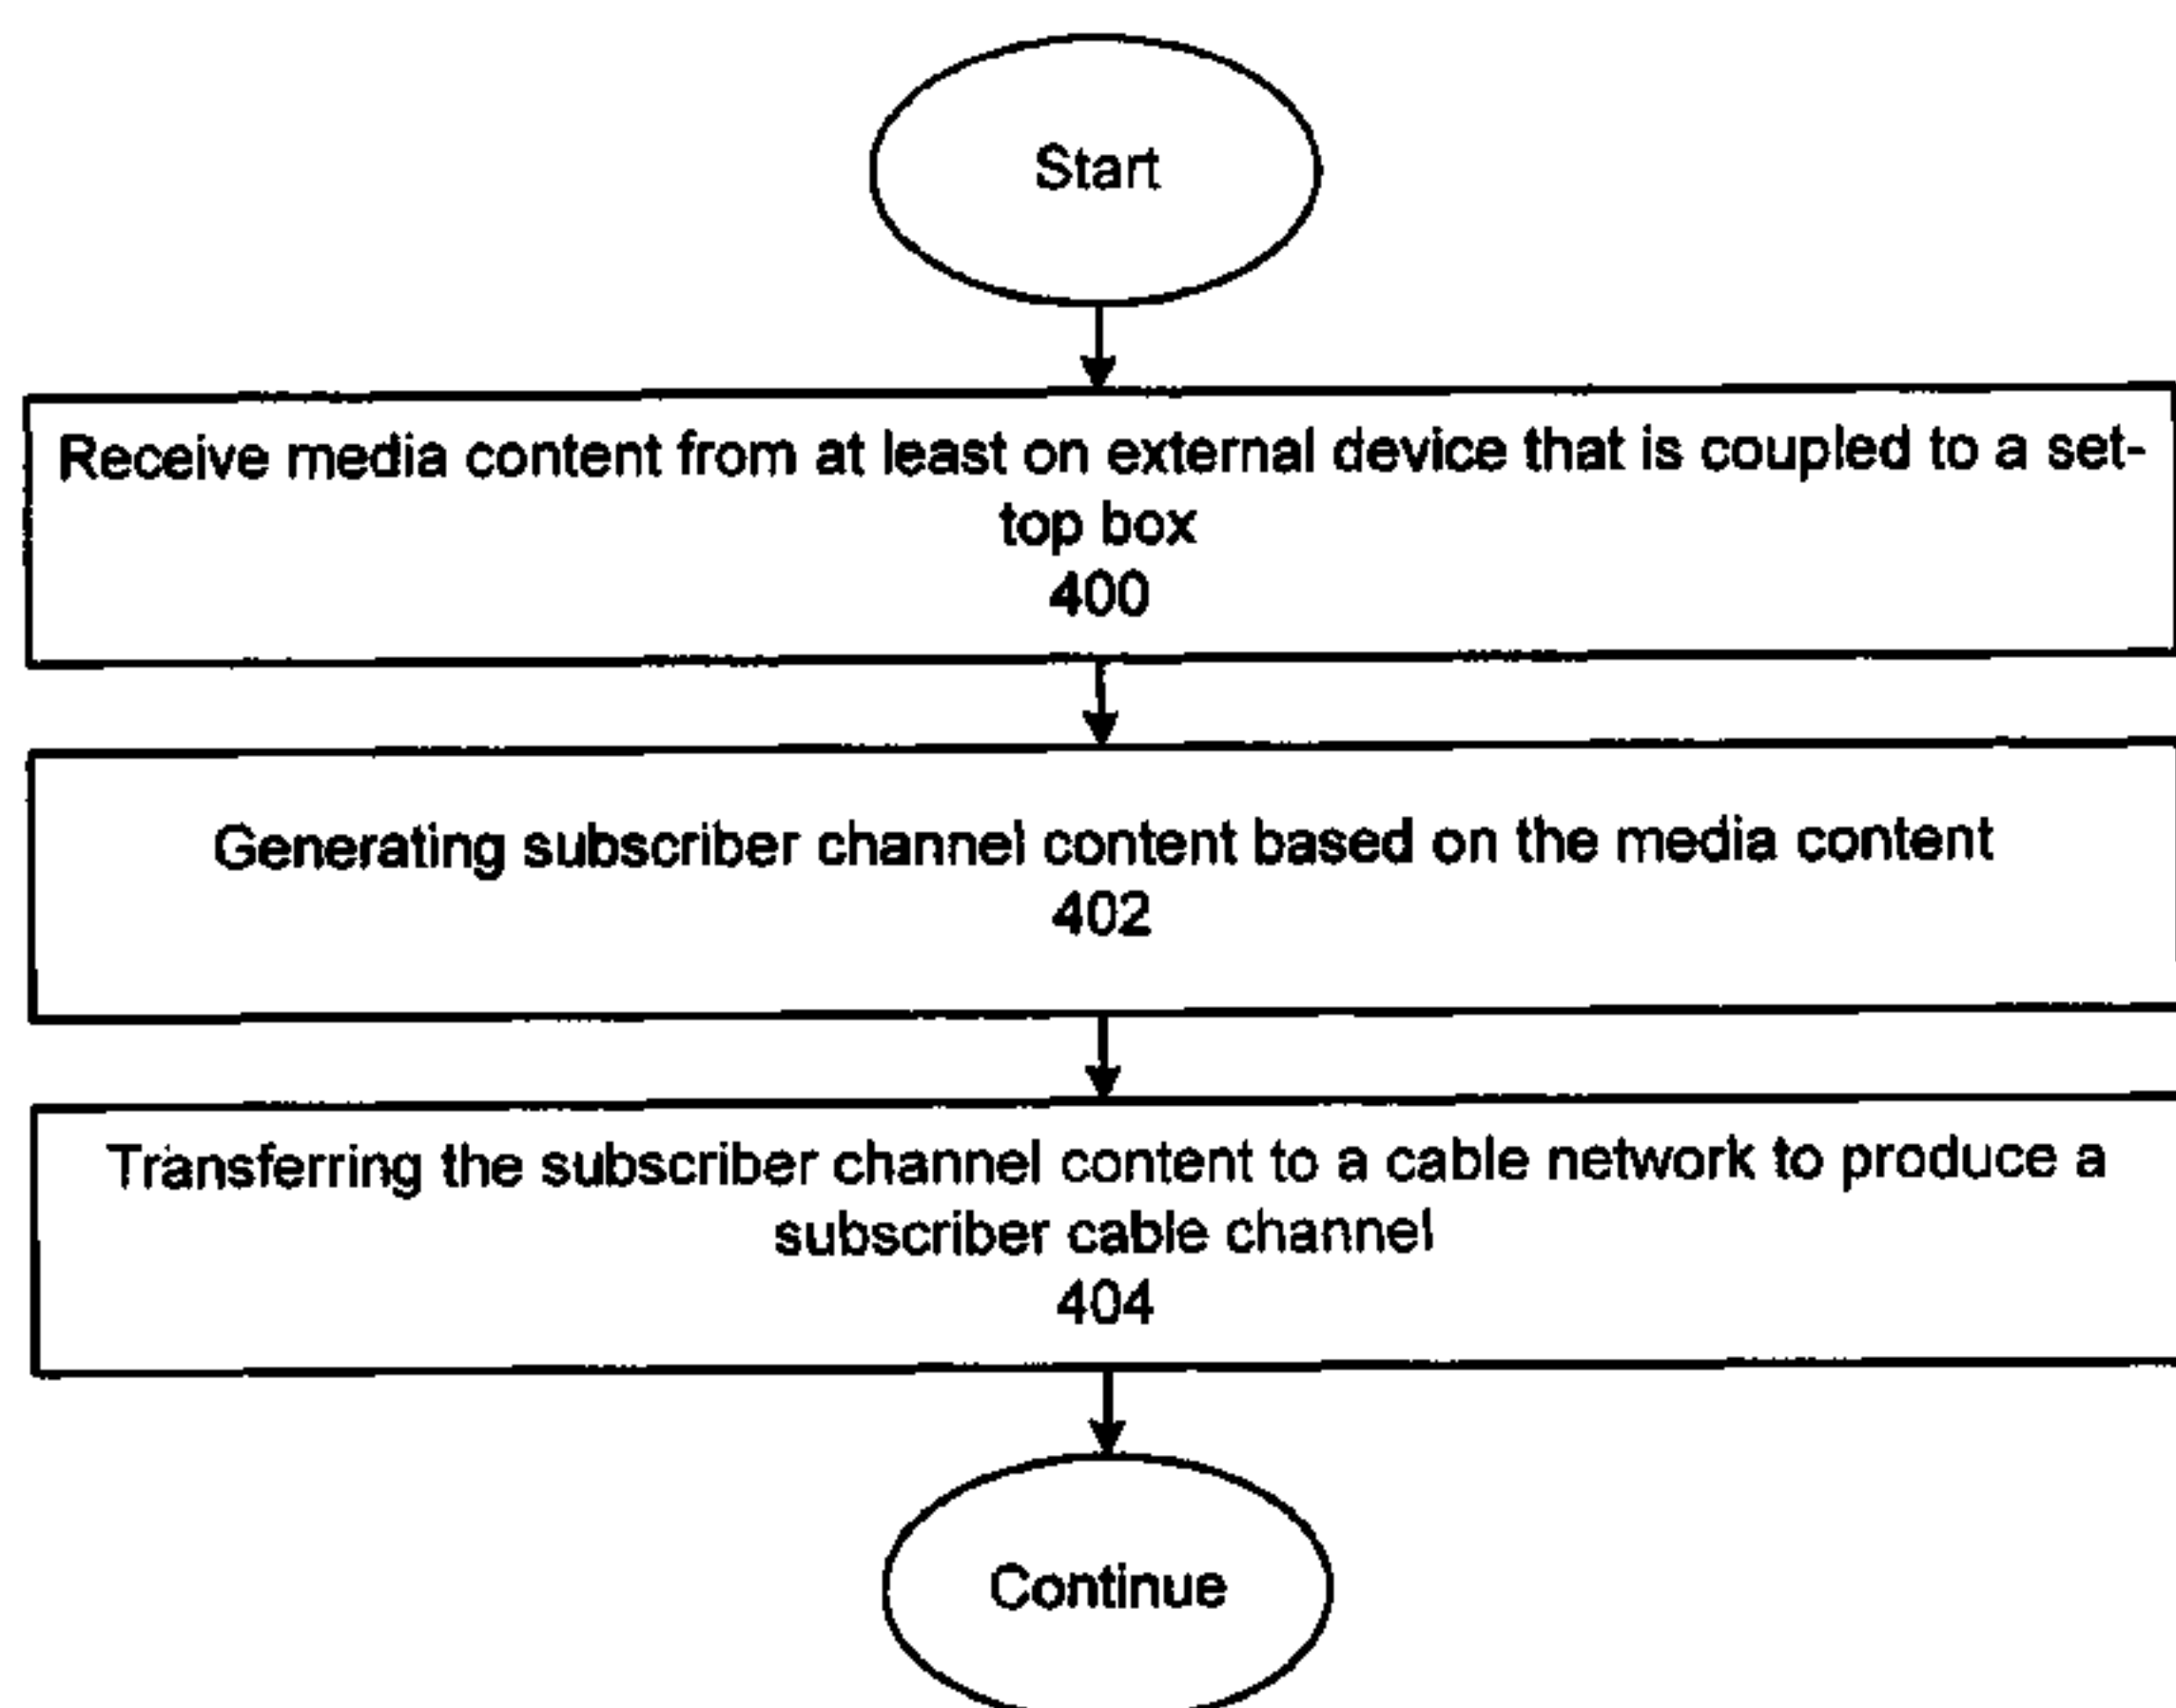 Start
Receive media content from at least on external device that is coupled to a set-
top box
400
Generating subscriber channel content based on the media content
402
Transferring the subscriber channel content to a cable network to produce a
subscriber cable channel
404
Continue